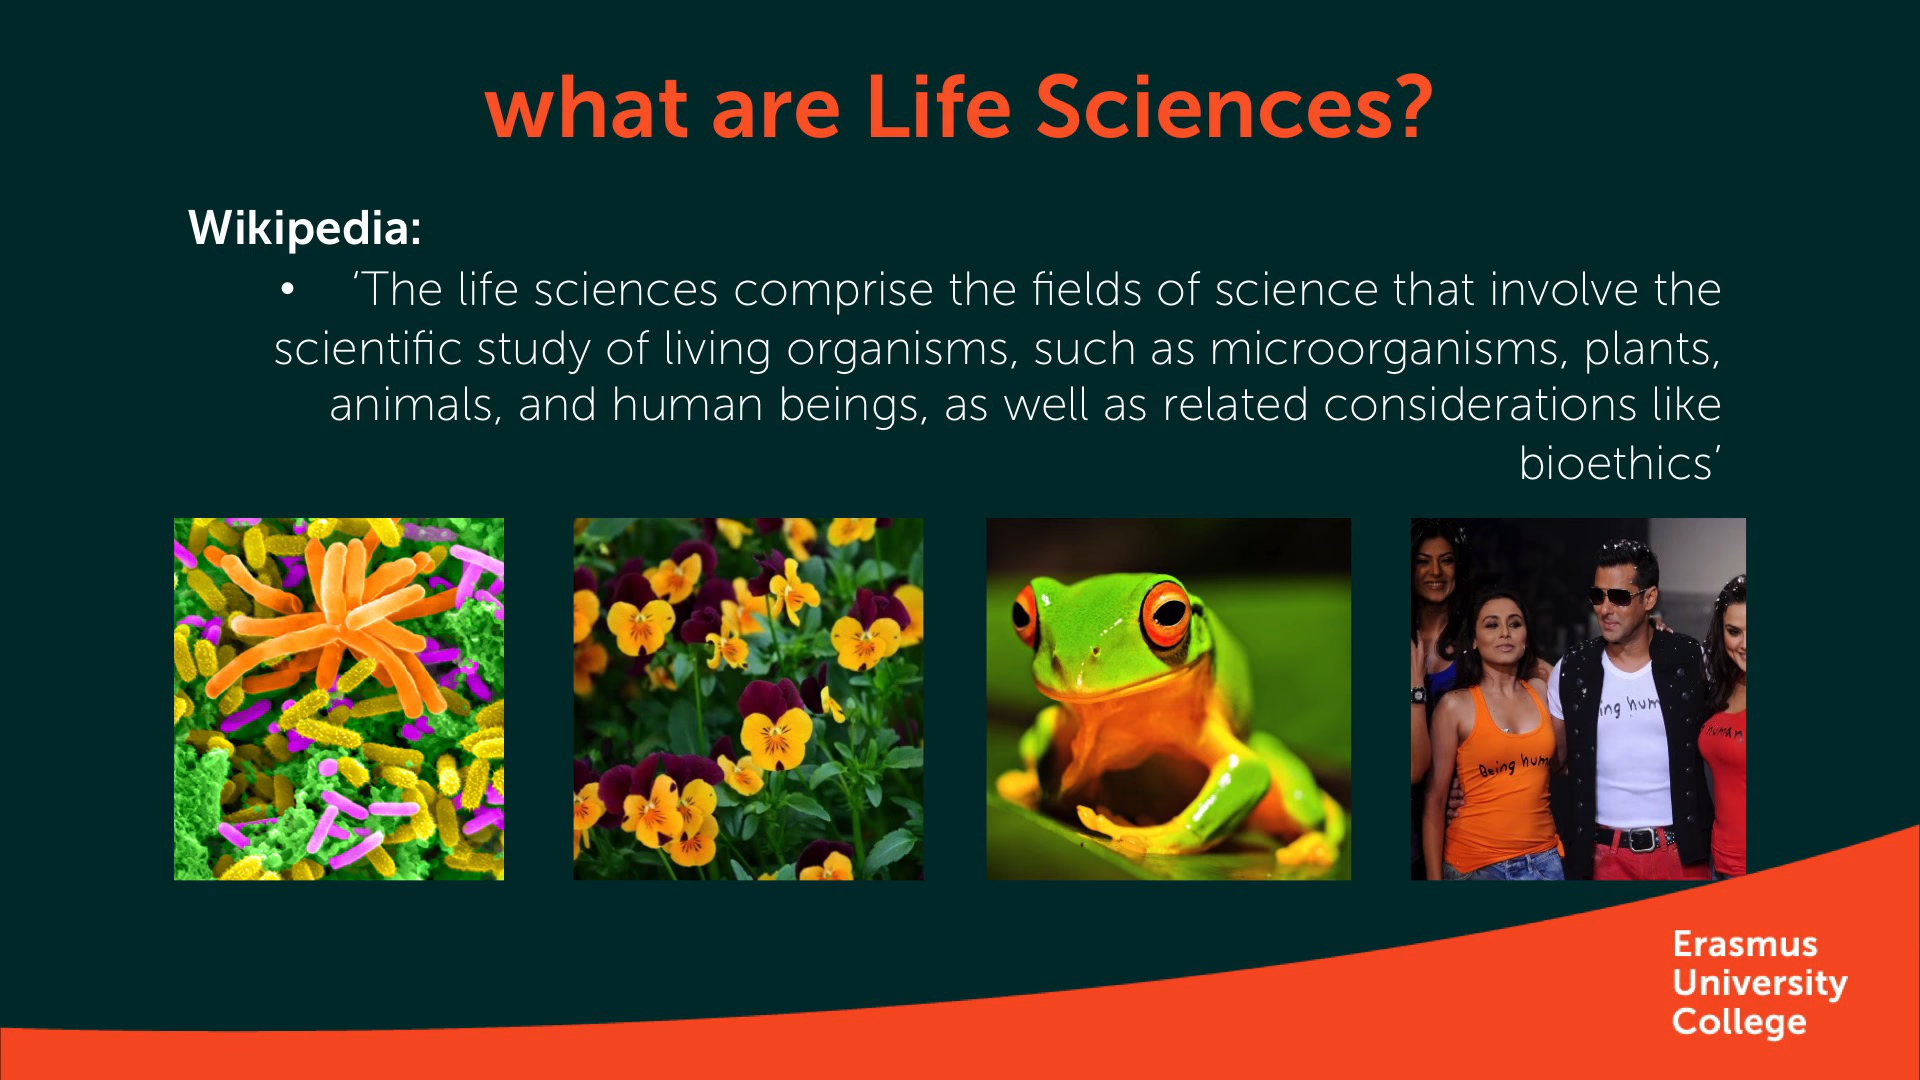 what are Life Sciences?
Wikipedia:
• ‘The life sciences comprise the fields of science that involve the
scientific study of living organisms, such as microorganisms, plants,
animals, and human beings, as well as related considerations like
bioethics’
Being hum
ing hum
human
Erasmus
University
College